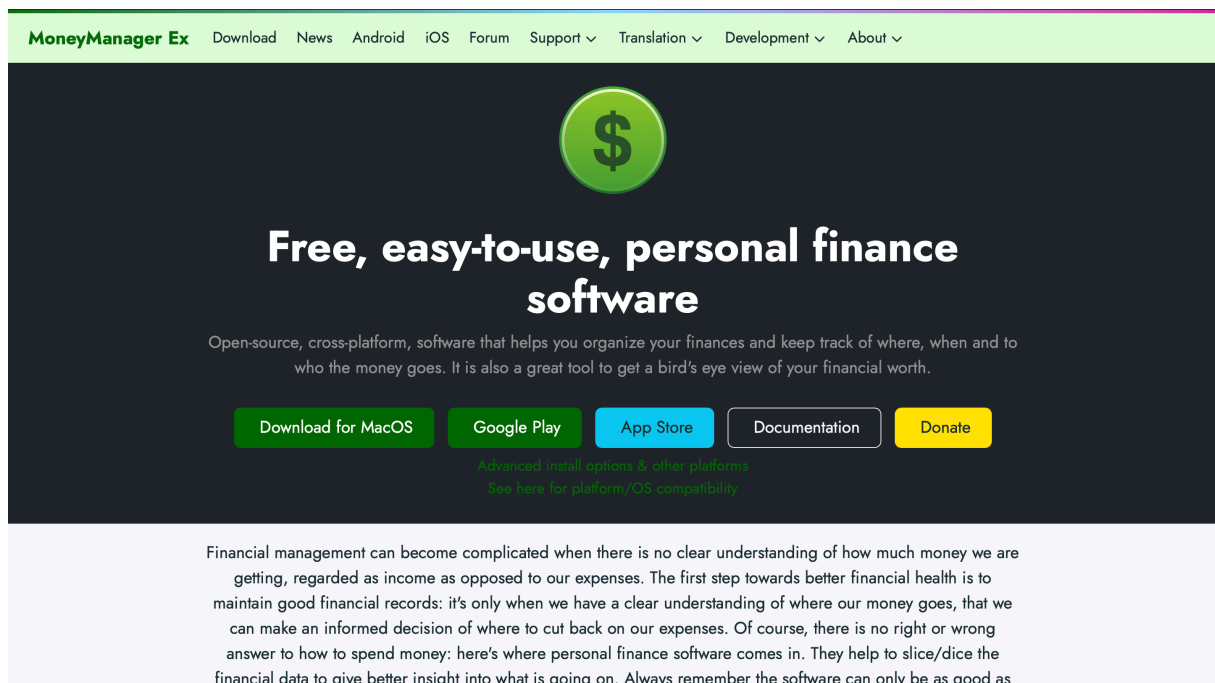 MoneyManager Ex Download News Android iOS Forum Support Translation Development About
$
Free, easy-to-use, personal finance
software
Open-source, cross-platform, software that helps you organize your finances and keep track of where, when and to
who the money goes. It is also a great tool to get a bird's eye view of your financial worth.
Download for MacOS Google Play App Store Documentation Donate
Advanced install options & other platforms
See here for platform/OS compatibility
Financial management can become complicated when there is no clear understanding of how much money we are
getting, regarded as income as opposed to our expenses. The first step towards better financial health is to
maintain good financial records: it's only when we have a clear understanding of where our money goes, that we
can make an informed decision of where to cut back on our expenses. Of course, there is no right or wrong
answer to how to spend money: here's where personal finance software comes in. They help to slice/dice the
financial data to give better insight into what is going on. Always remember the software can only be as good as